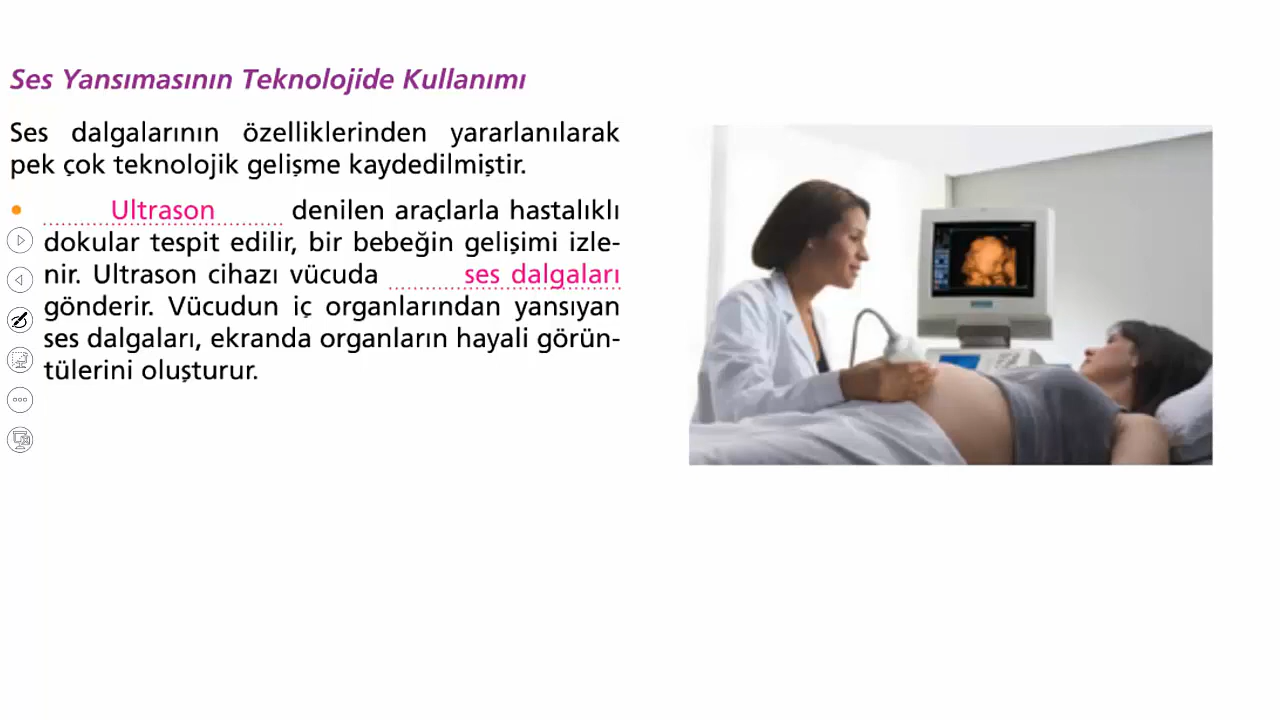 Ses Yansımasının Teknolojide Kullanımı
Ses dalgalarının özelliklerinden yararlanılarak
pek çok teknolojik gelişme kaydedilmiştir.
• Ultrason denilen araçlarla hastalıklı
dokular tespit edilir, bir bebeğin gelişimi izle-
nir. Ultrason cihazı vücuda ses dalgaları
gönderir. Vücudun iç organlarından yansıyan
ses dalgaları, ekranda organların hayali görün-
tülerini oluşturur.